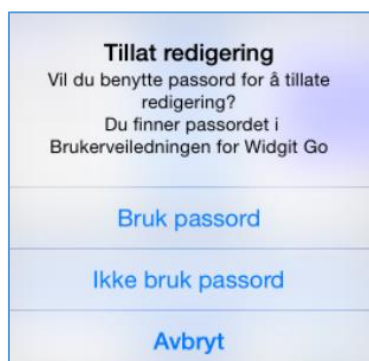 Tillat redigering
Vil du benytte passord for å tillate
redigering?
Du finner passordet i
Brukerveiledningen for Widgit Go
Bruk passord
Ikke bruk passord
Avbryt